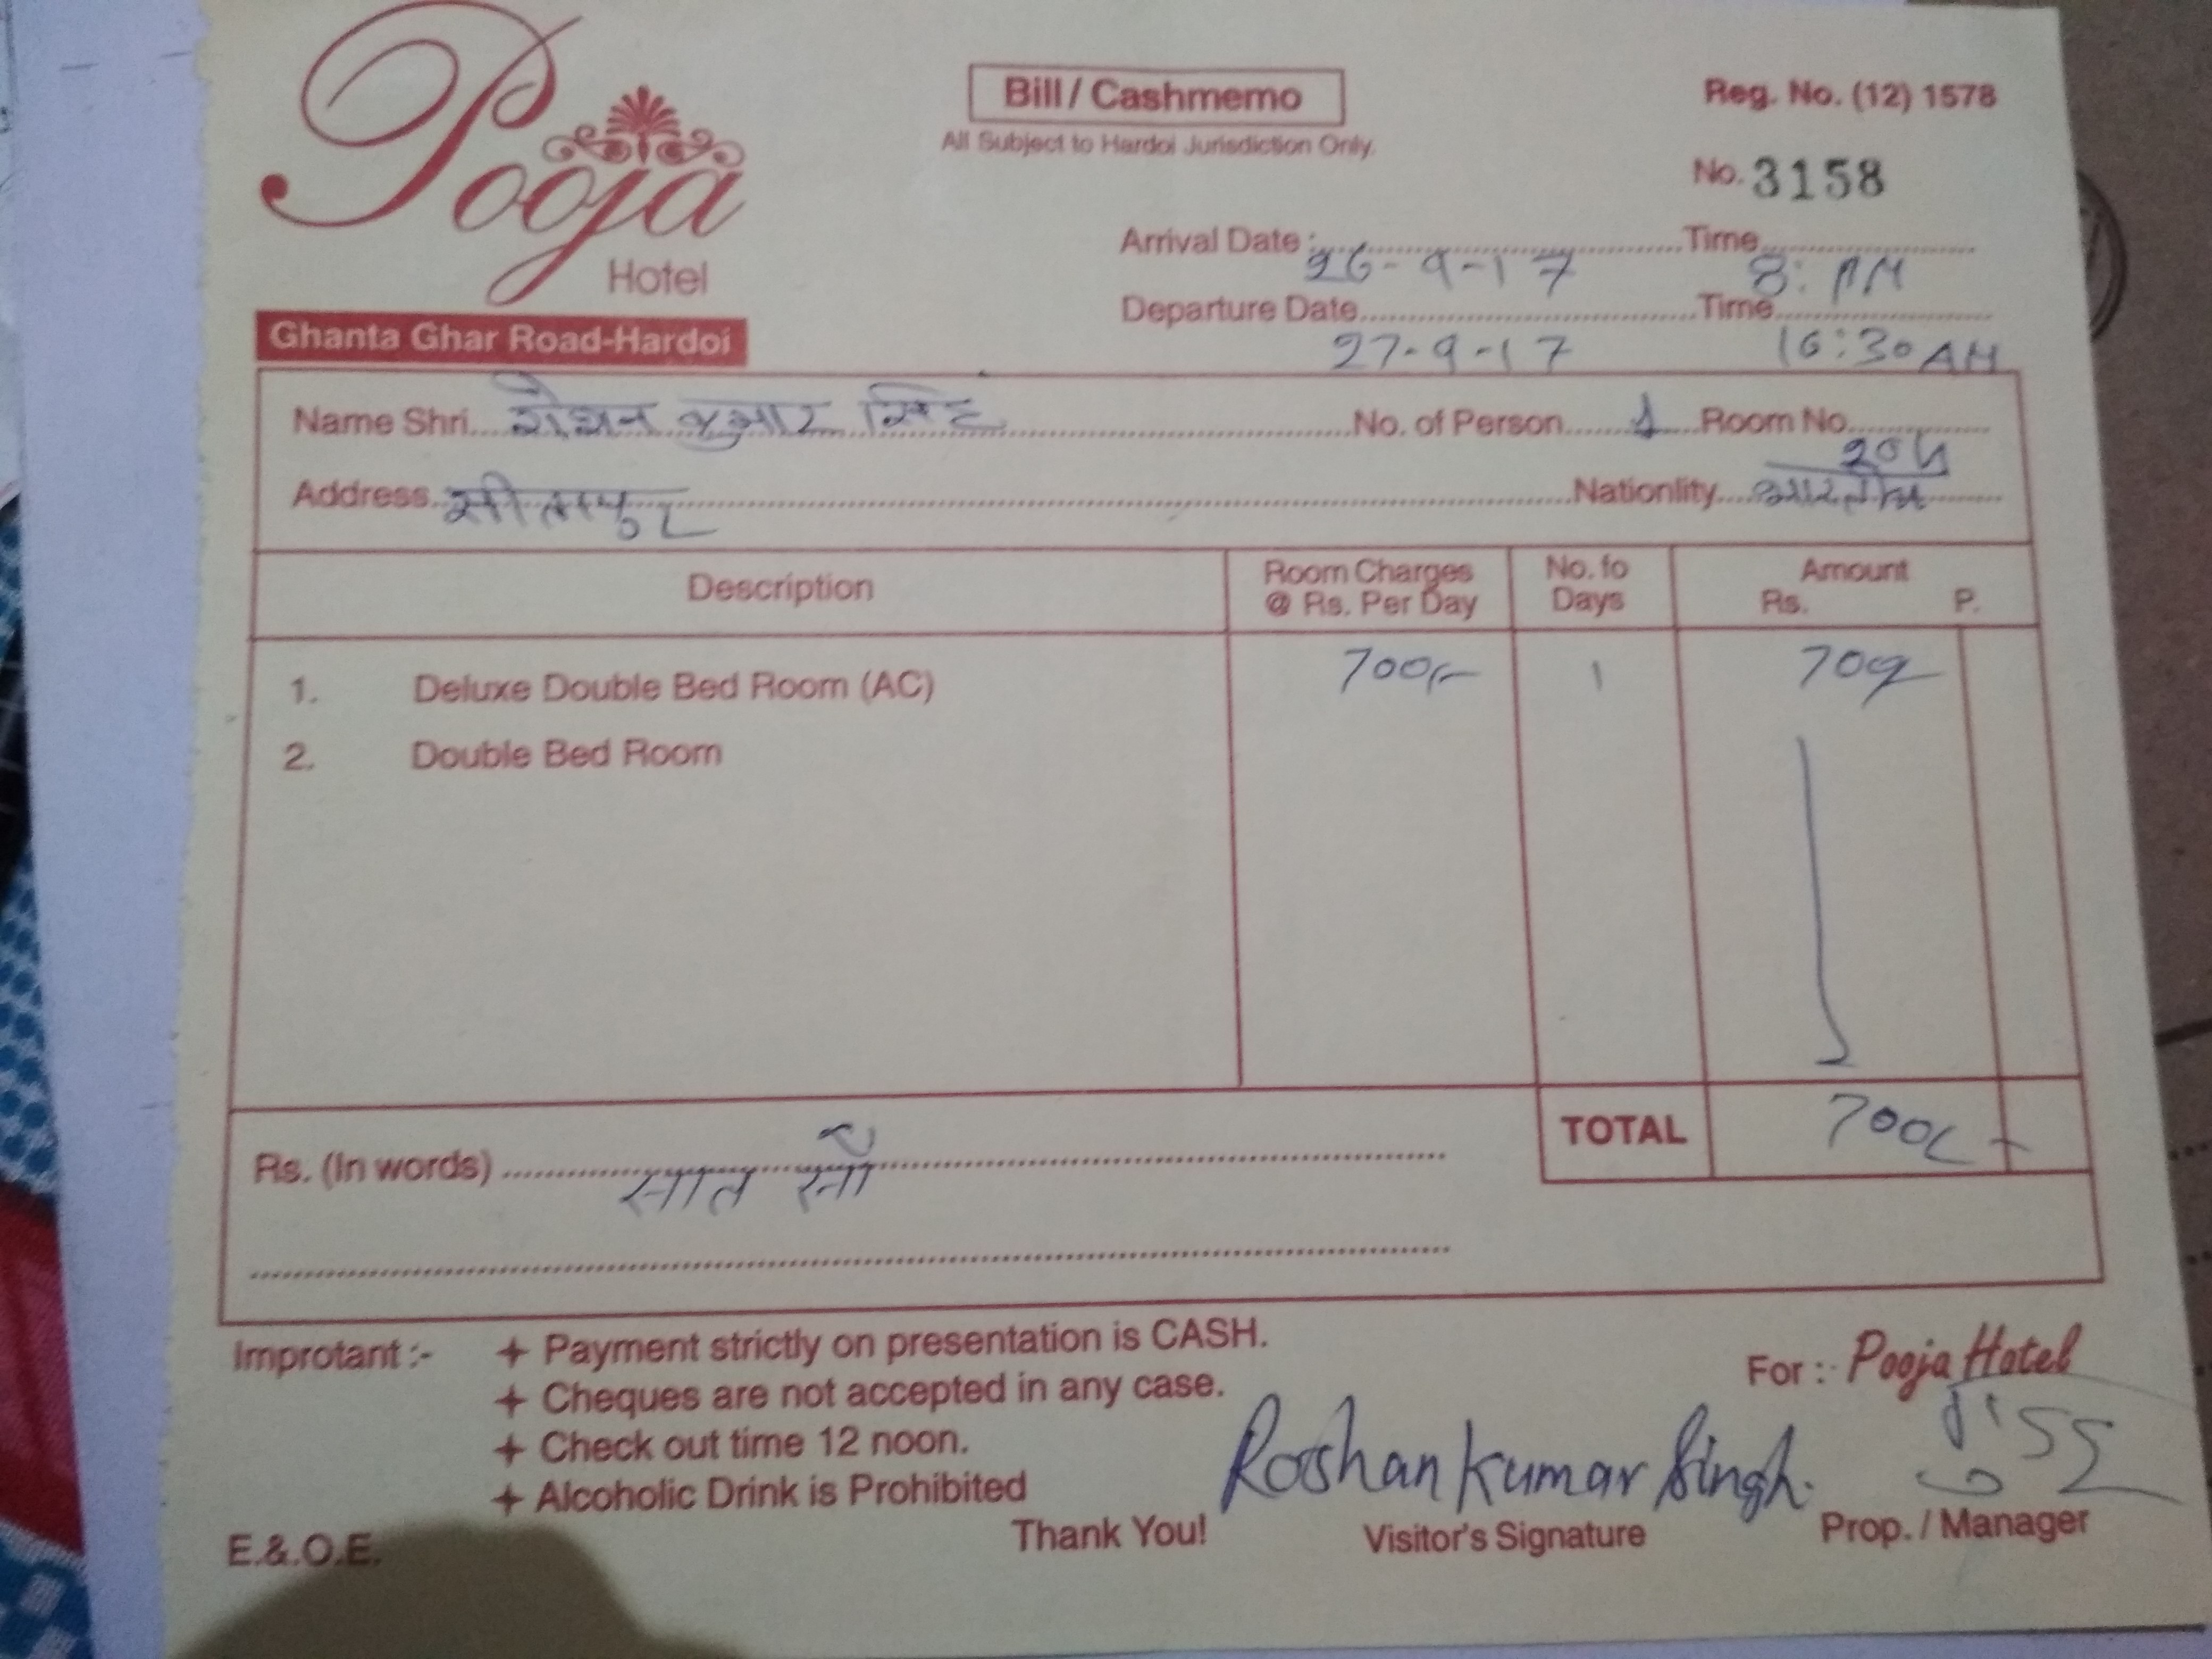 Pooja
Hotel
Ghanta Ghar Road-Hardoi
Bill / Cashmemo
All Subject to Hardoi Jurisdiction Only.
Reg. No. (12) 1578
No. 3158
Arrival Date : 26-9-17 Time 8: PM
Departure Date 27-9-17 Time 10:30 AM
Name Shri रोशन कुमार सिंह No. of Person 1 Room No. 204
Address सीतापुर Nationlity भारतीय
Description Room Charges @ Rs. Per Day No. fo Days Amount Rs. P.
1. Deluxe Double Bed Room (AC) 700/- 1 700
2. Double Bed Room
TOTAL 700/-
Rs. (In words) सात सौ
Improtant :- + Payment strictly on presentation is CASH.
+ Cheques are not accepted in any case.
+ Check out time 12 noon.
+ Alcoholic Drink is Prohibited
For : Pooja Hotel
Roshan Kumar Singh.
E.&.O.E. Thank You! Visitor's Signature Prop. / Manager